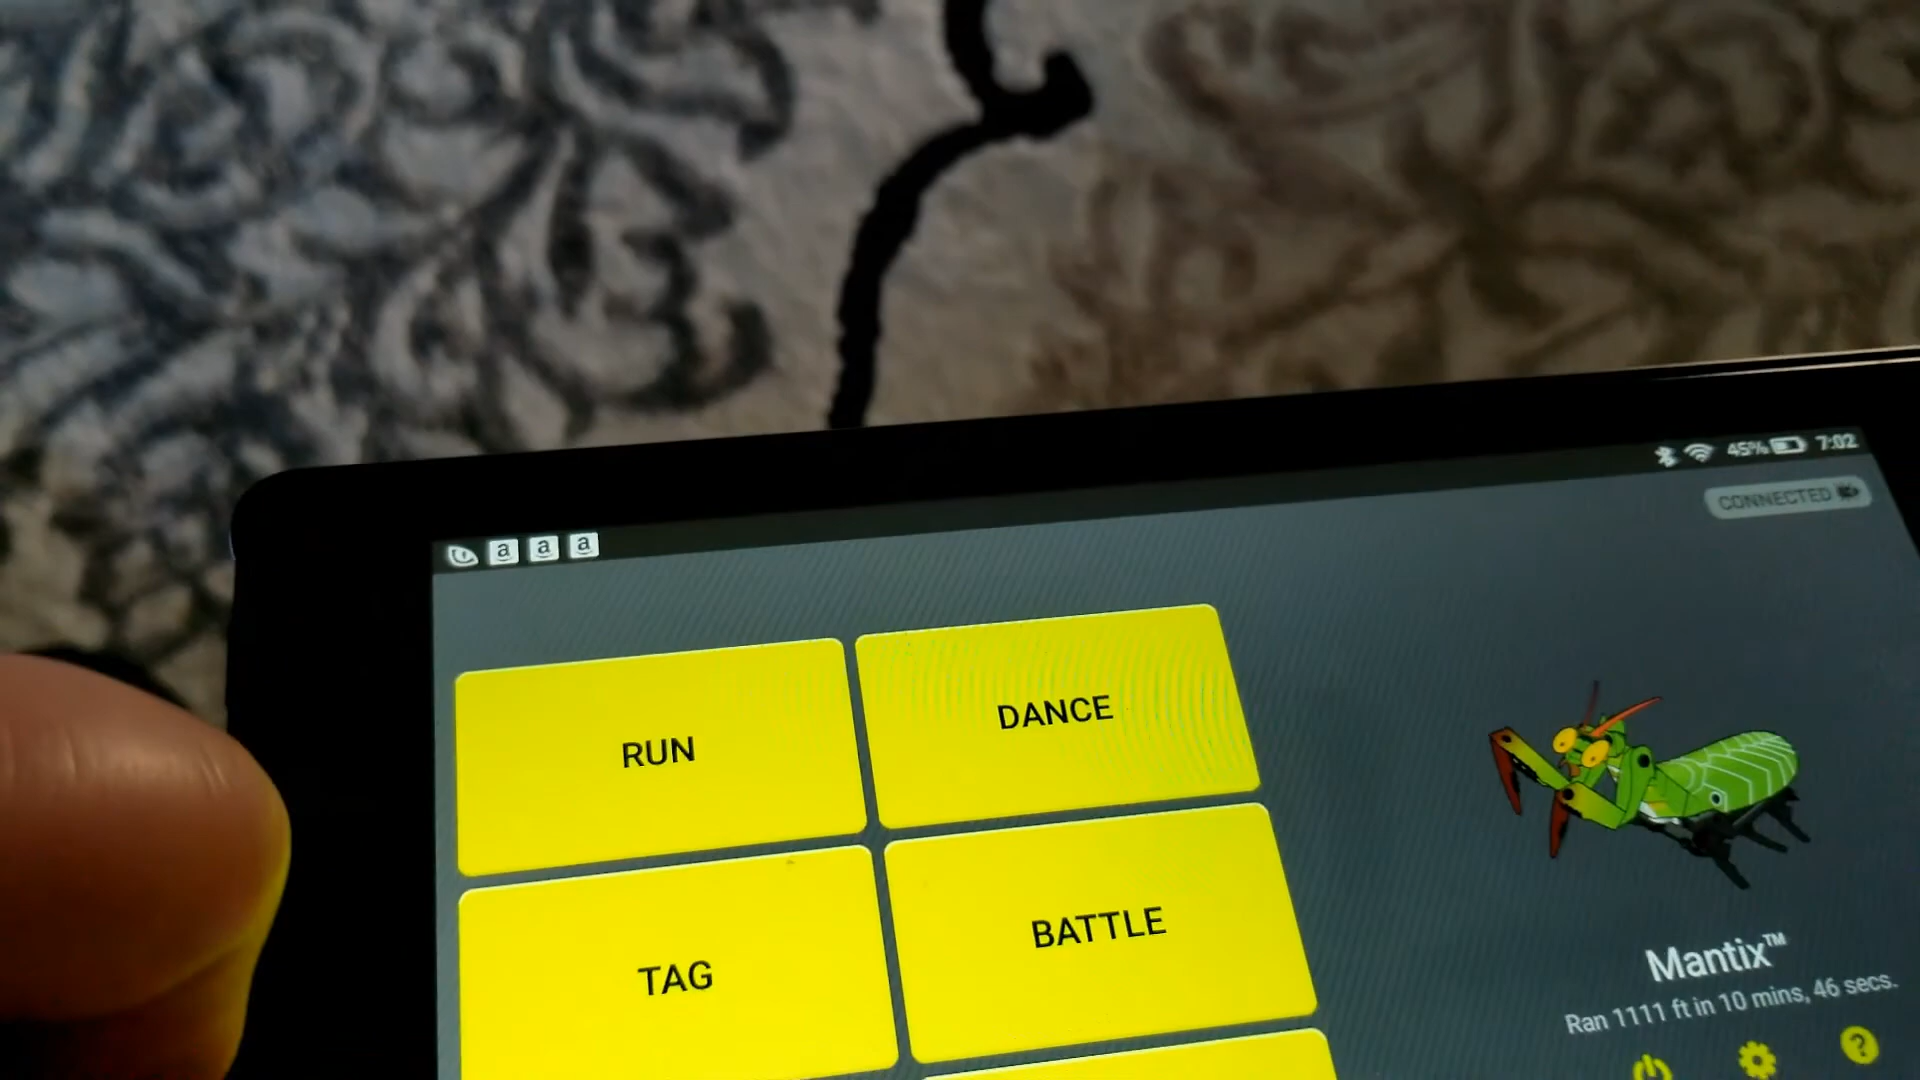 45% 7:02
CONNECTED
a a a
RUN
DANCE
TAG
BATTLE
Mantix™
Ran 1111 ft in 10 mins, 46 secs.
?